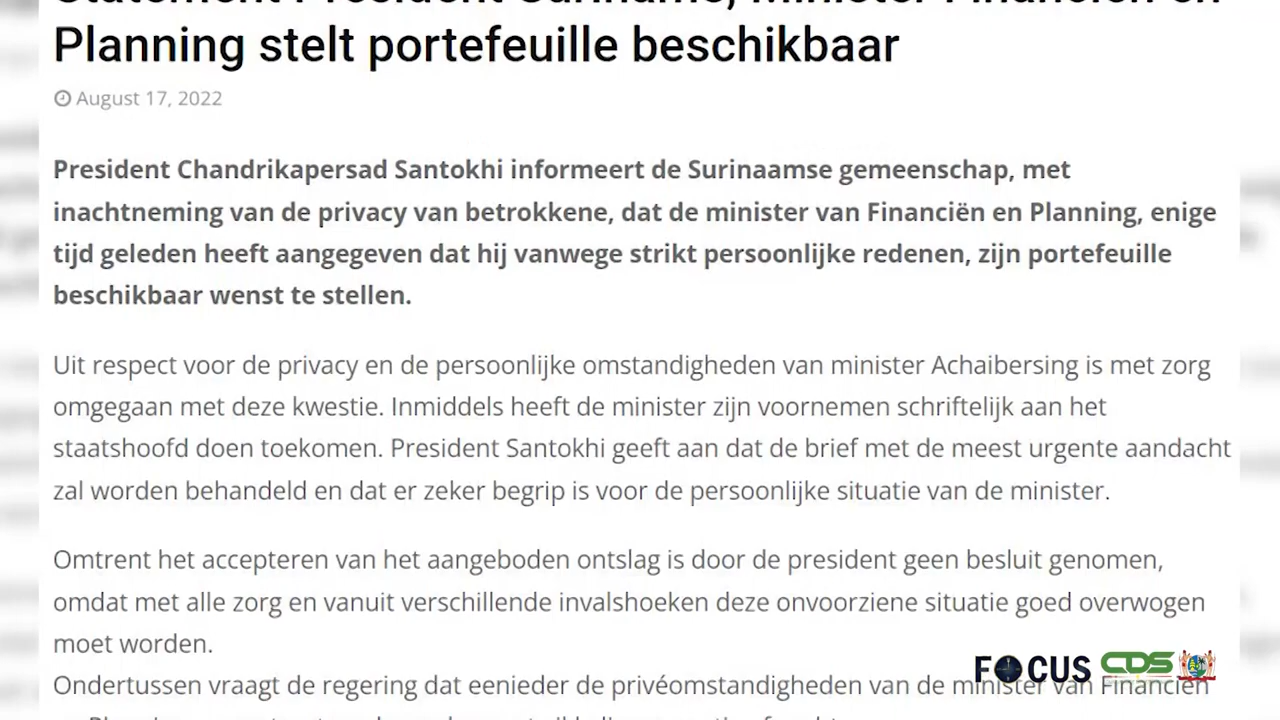 Statement President Suriname, Minister Financiën en
Planning stelt portefeuille beschikbaar
August 17, 2022
President Chandrikapersad Santokhi informeert de Surinaamse gemeenschap, met
inachtneming van de privacy van betrokkene, dat de minister van Financiën en Planning, enige
tijd geleden heeft aangegeven dat hij vanwege strikt persoonlijke redenen, zijn portefeuille
beschikbaar wenst te stellen.
Uit respect voor de privacy en de persoonlijke omstandigheden van minister Achaibersing is met zorg
omgegaan met deze kwestie. Inmiddels heeft de minister zijn voornemen schriftelijk aan het
staatshoofd doen toekomen. President Santokhi geeft aan dat de brief met de meest urgente aandacht
zal worden behandeld en dat er zeker begrip is voor de persoonlijke situatie van de minister.
Omtrent het accepteren van het aangeboden ontslag is door de president geen besluit genomen,
omdat met alle zorg en vanuit verschillende invalshoeken deze onvoorziene situatie goed overwogen
moet worden.
Ondertussen vraagt de regering dat eenieder de privéomstandigheden van de minister van Financiën
FOCUS CDS